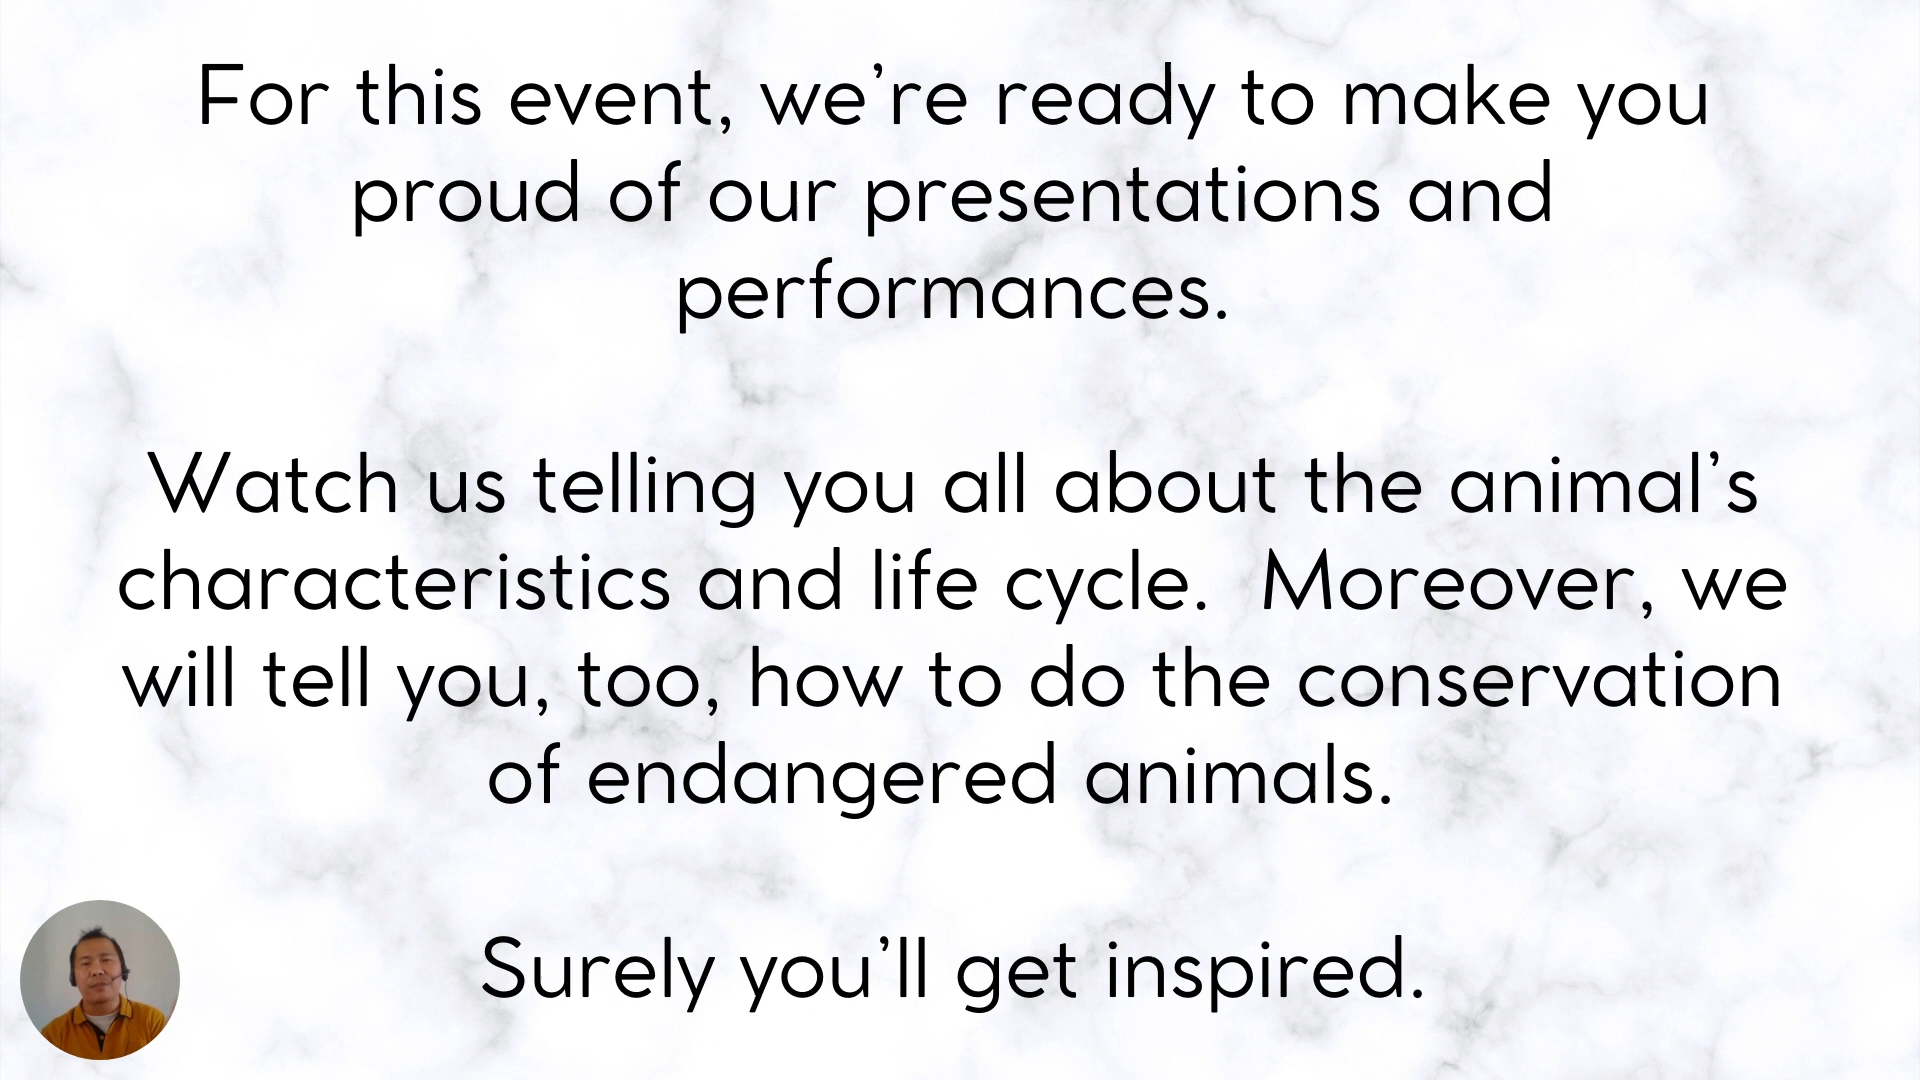 For this event, we’re ready to make you
proud of our presentations and
performances.
Watch us telling you all about the animal’s
characteristics and life cycle.  Moreover, we
will tell you, too, how to do the conservation
of endangered animals.
Surely you’ll get inspired.